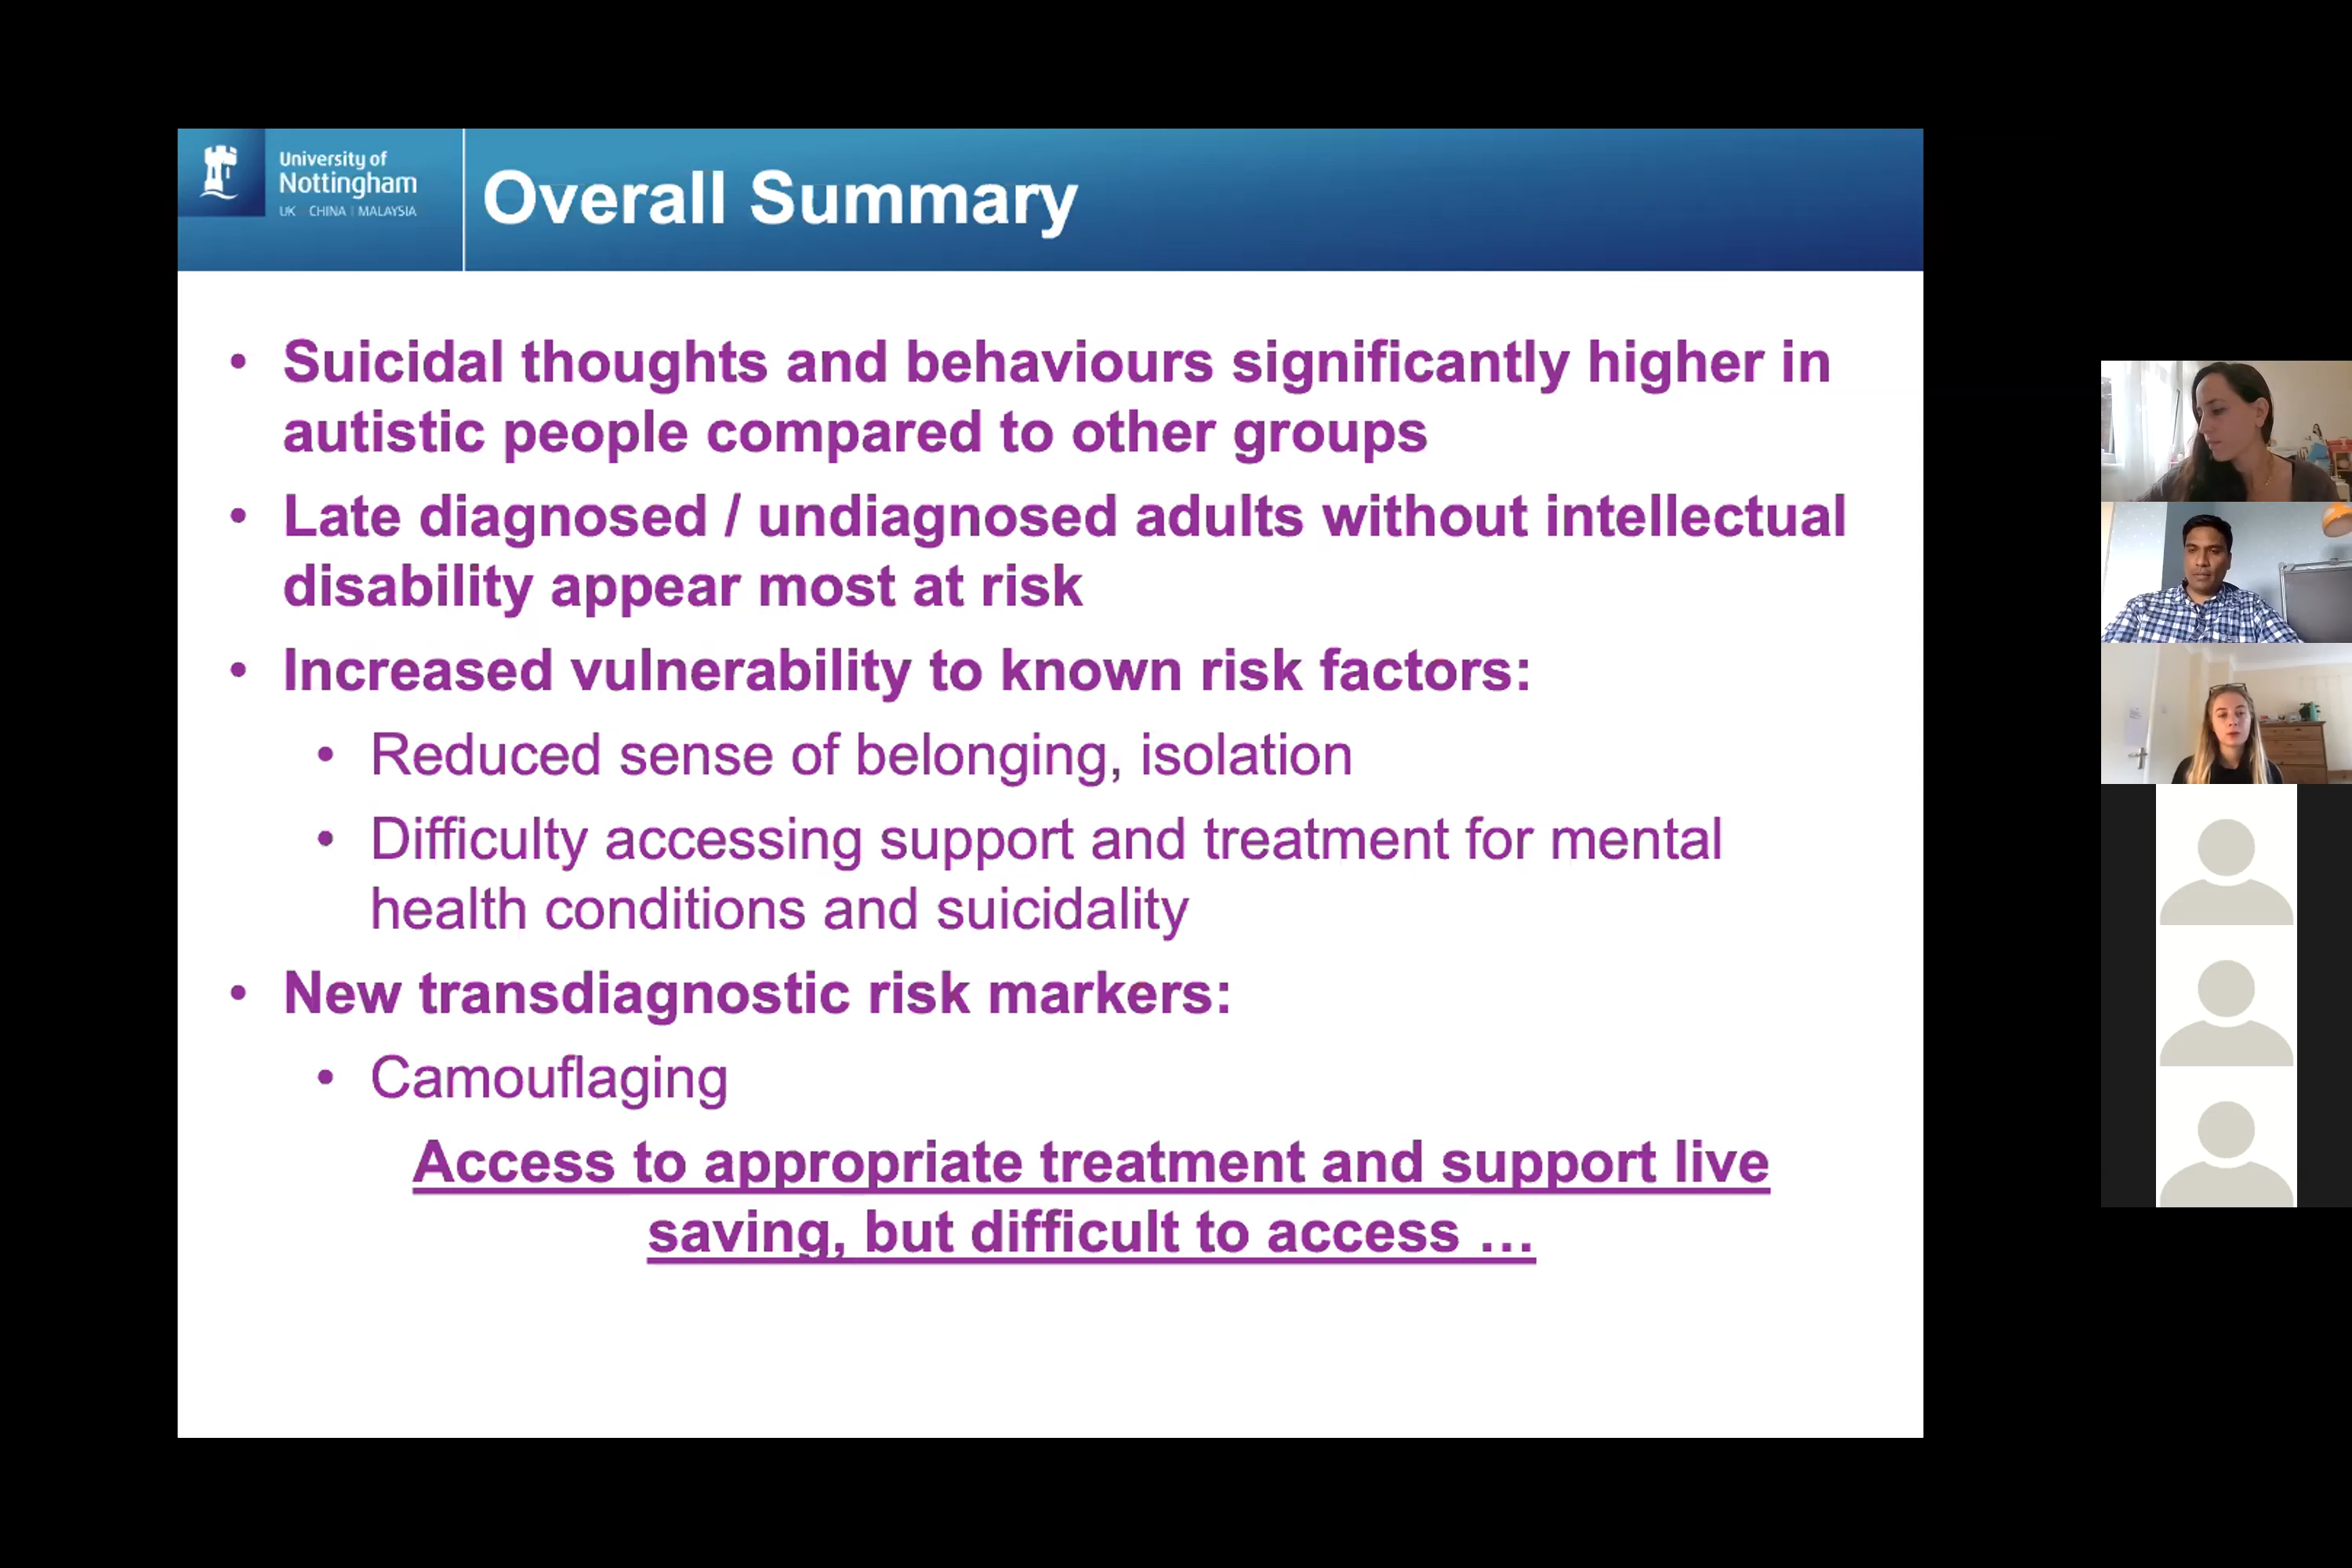 University of
Nottingham
UK CHINA | MALAYSIA
Overall Summary
• Suicidal thoughts and behaviours significantly higher in
autistic people compared to other groups
• Late diagnosed / undiagnosed adults without intellectual
disability appear most at risk
• Increased vulnerability to known risk factors:
• Reduced sense of belonging, isolation
• Difficulty accessing support and treatment for mental
health conditions and suicidality
• New transdiagnostic risk markers:
• Camouflaging
Access to appropriate treatment and support live
saving, but difficult to access …